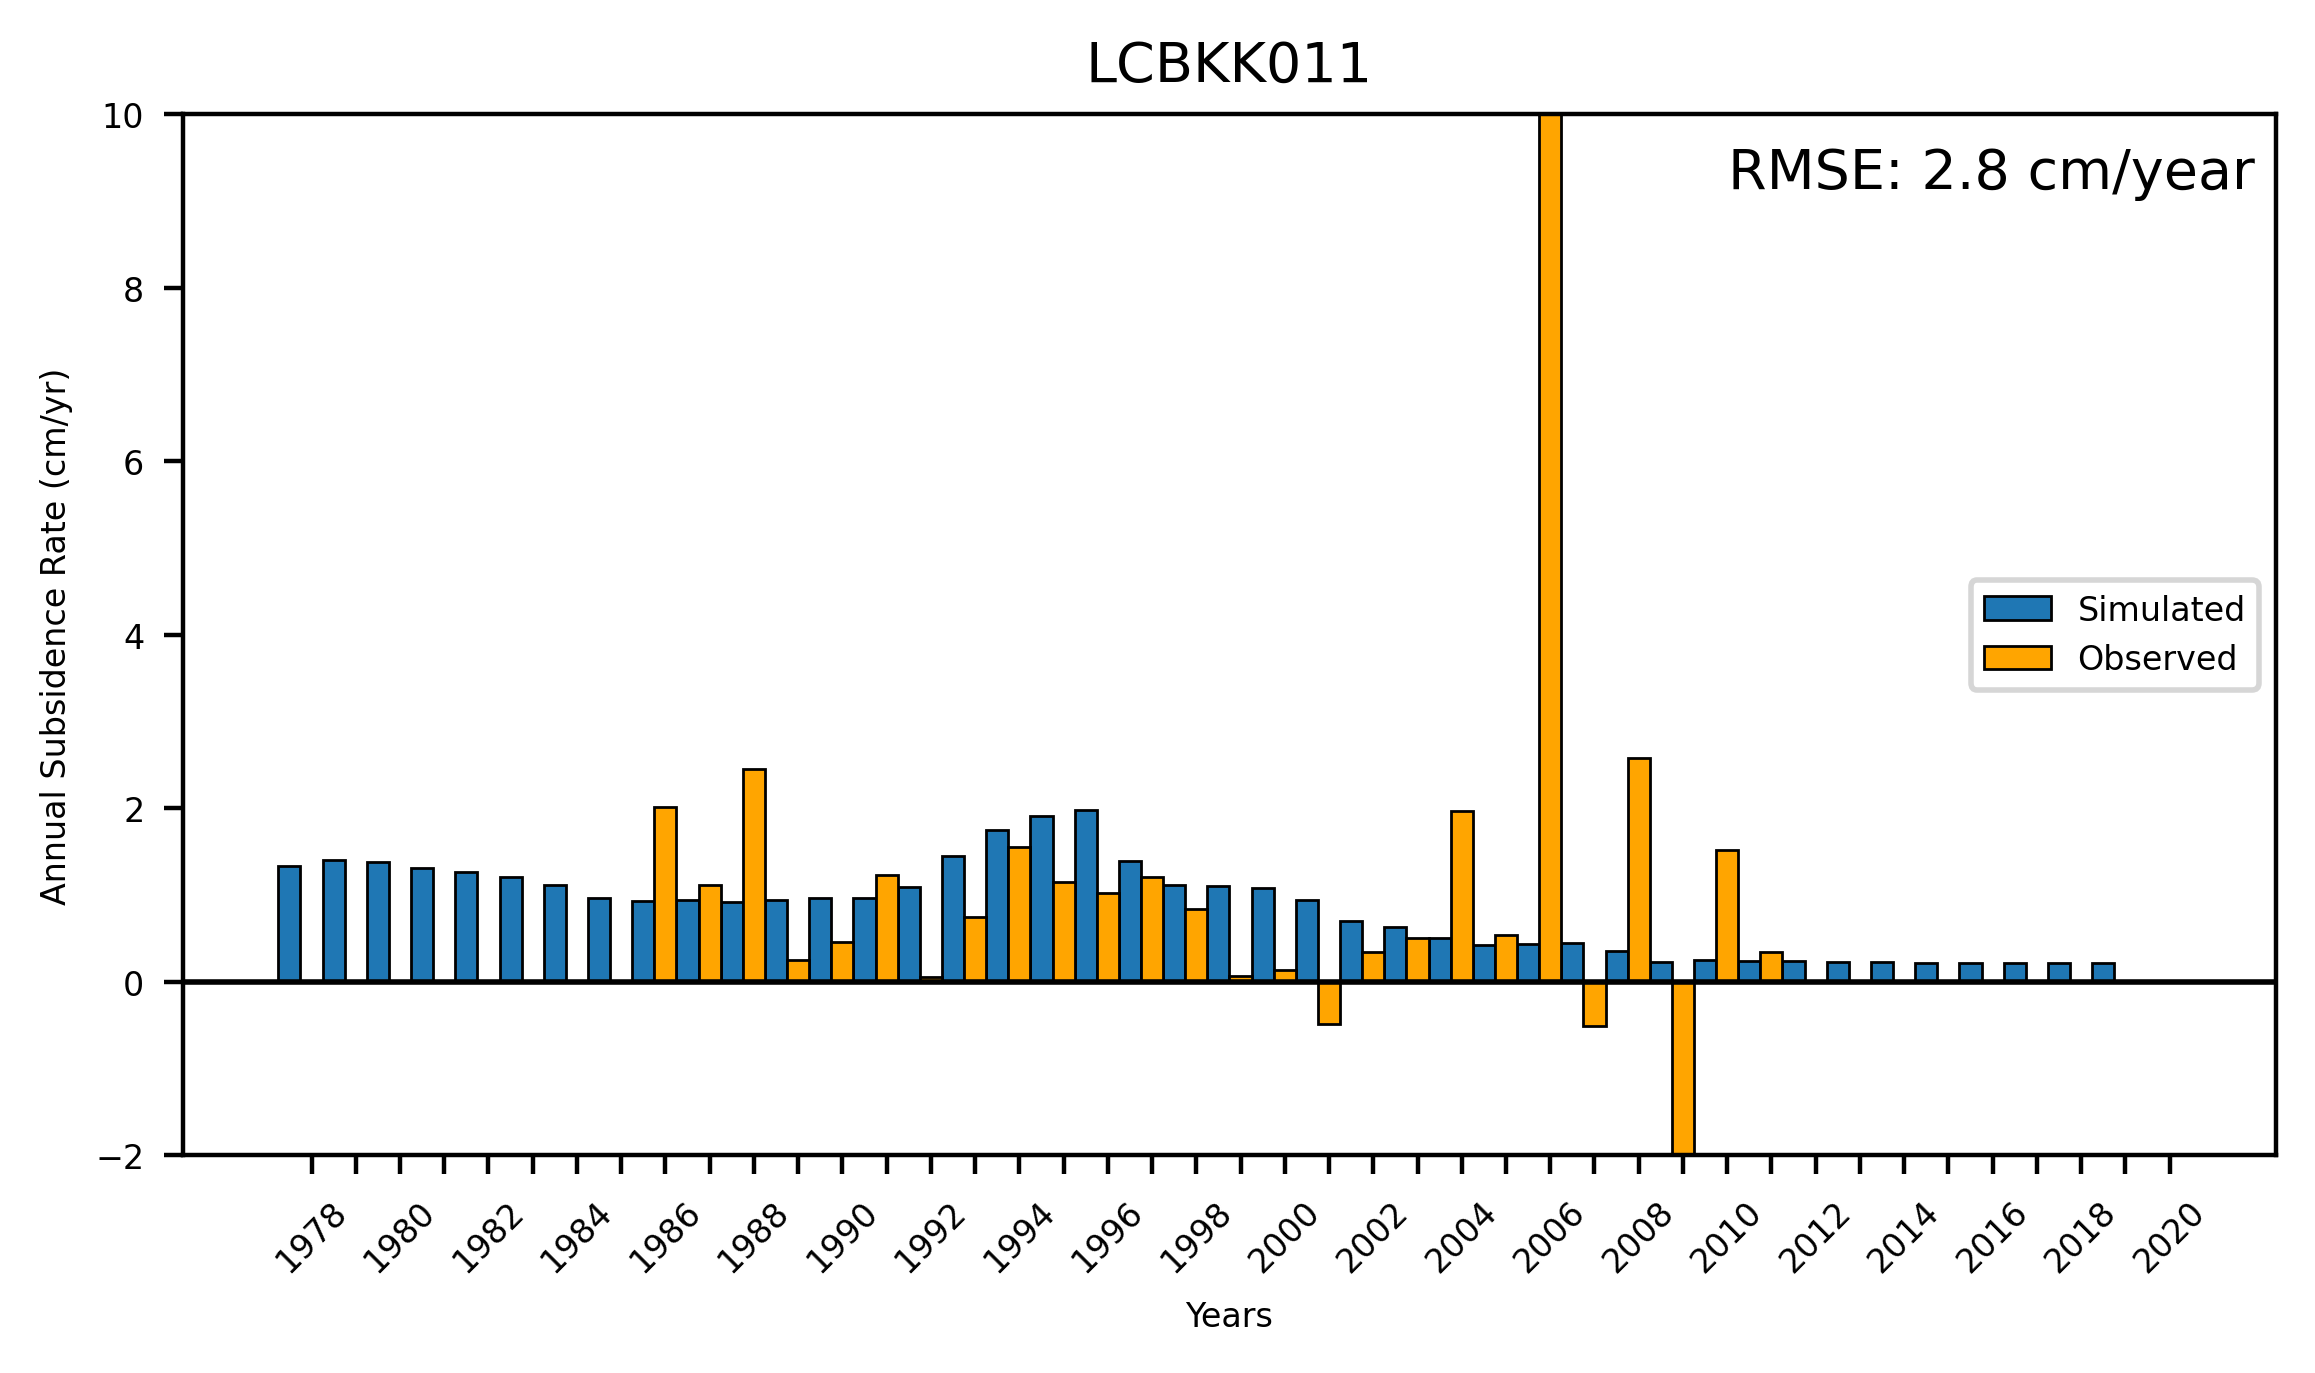 LCBKK011
RMSE: 2.8 cm/year
Annual Subsidence Rate (cm/yr)
10
8
6
4
2
0
−2
Simulated
Observed
1978 1980 1982 1984 1986 1988 1990 1992 1994 1996 1998 2000 2002 2004 2006 2008 2010 2012 2014 2016 2018 2020
Years